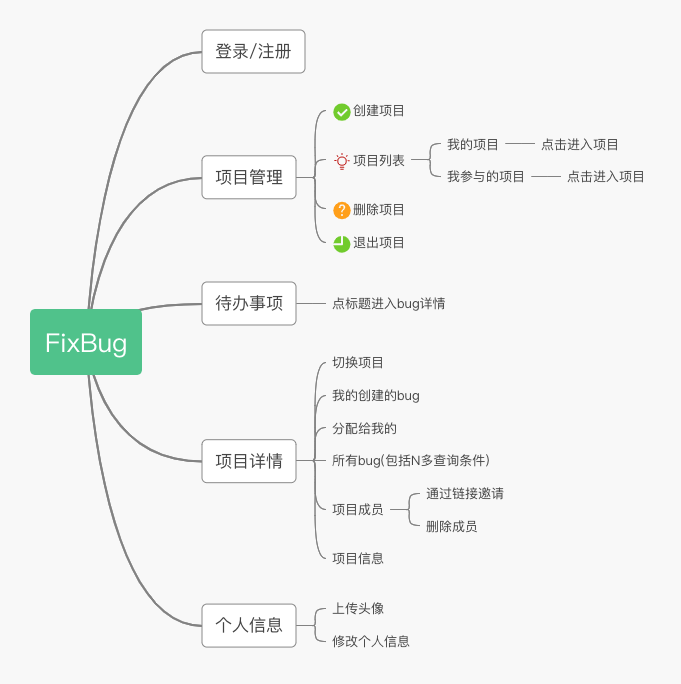 登录/注册
创建项目
我的项目
点击进入项目
项目列表
项目管理
我参与的项目
点击进入项目
删除项目
退出项目
待办事项
点标题进入bug详情
FixBug
切换项目
我的创建的bug
分配给我的
项目详情
所有bug(包括N多查询条件)
通过链接邀请
项目成员
删除成员
项目信息
上传头像
个人信息
修改个人信息